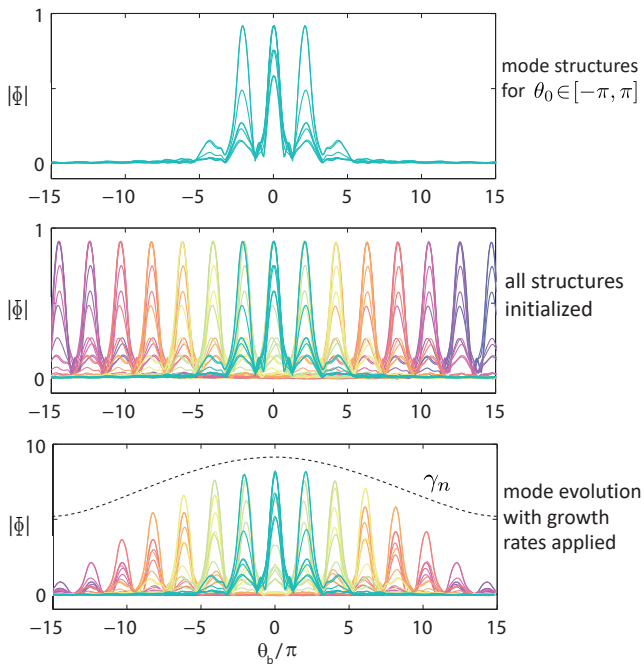 1
|Φ̄|
0
−15 −10 −5 0 5 10 15
mode structures
for θ₀∈[−π, π]
1
|Φ̄|
0
−15 −10 −5 0 5 10 15
all structures
initialized
10
γₙ
|Φ̄|
0
−15 −10 −5 0 5 10 15
θ_b/π
mode evolution
with growth
rates applied